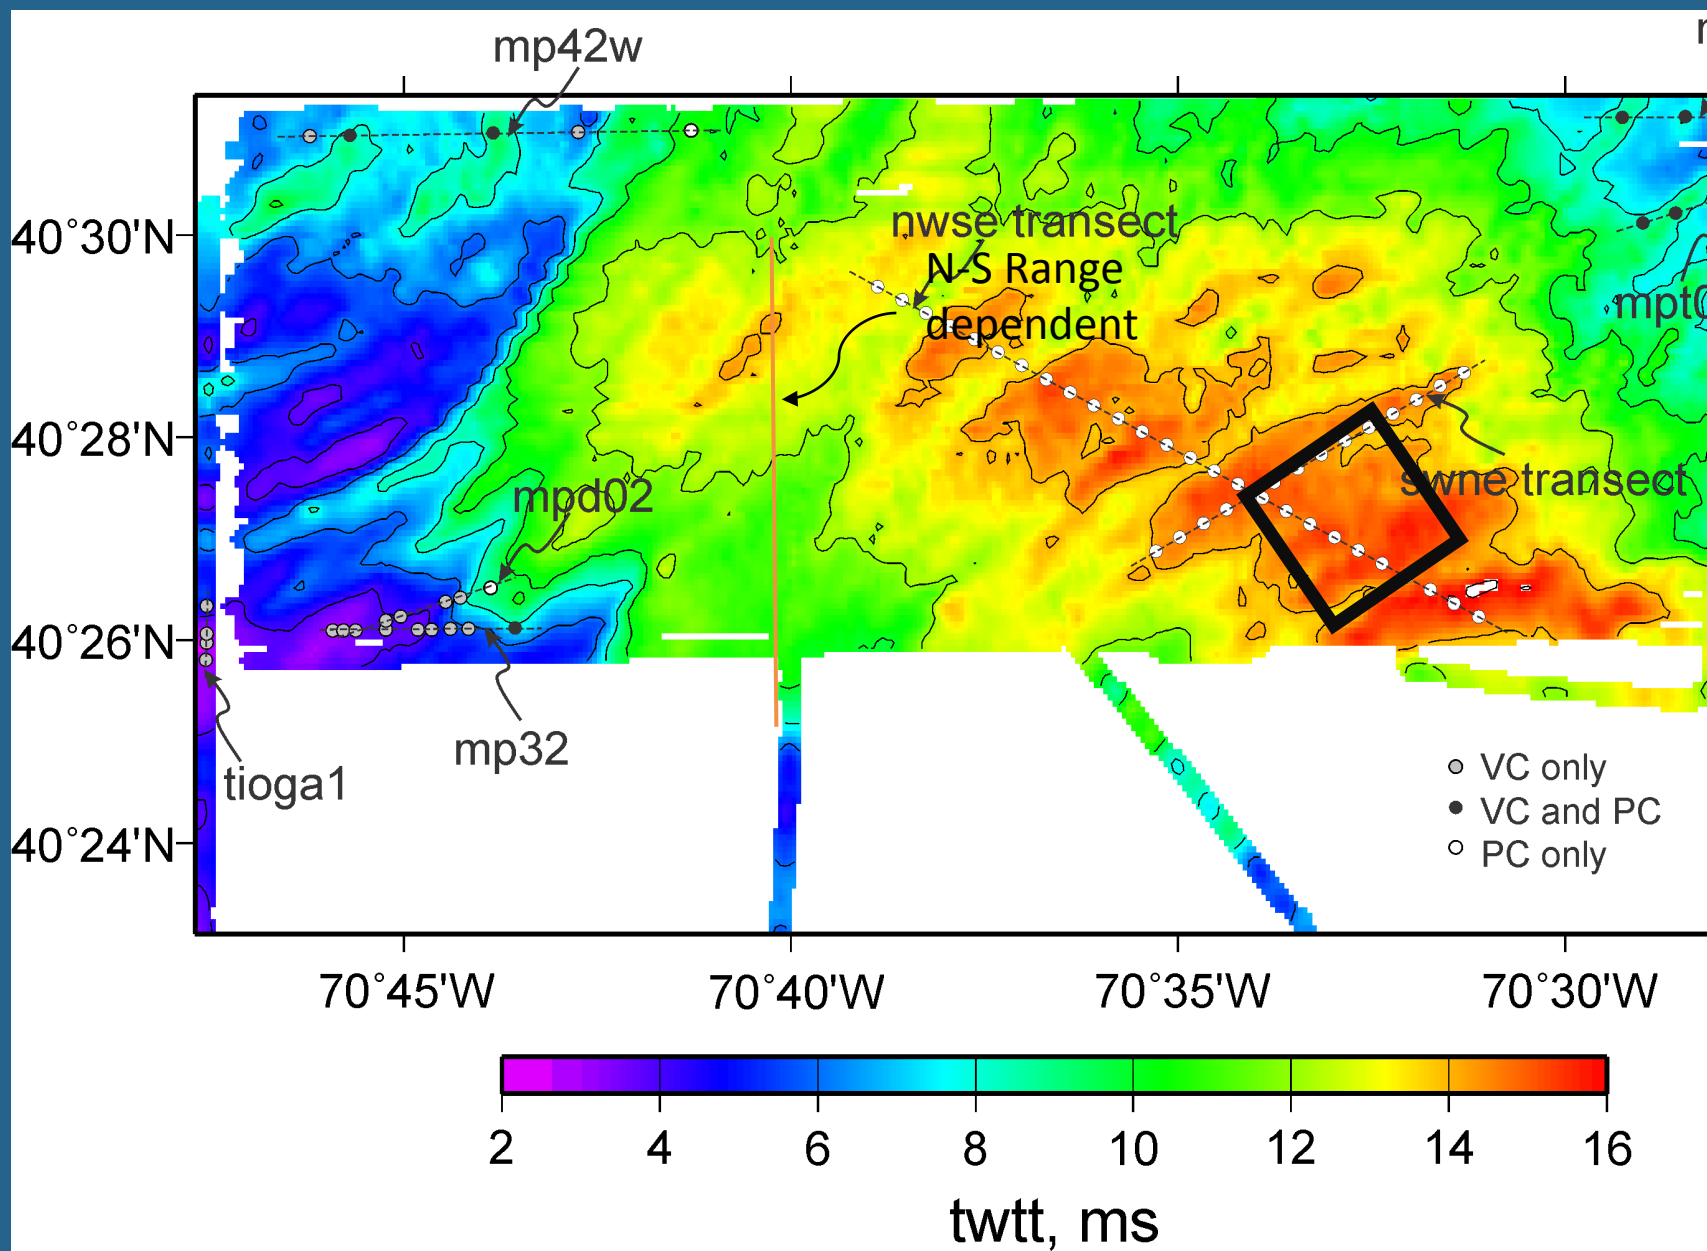 mp42w
40°30'N
nwse transect
N-S Range
dependent
mpt0
40°28'N
mpd02
swne transect
40°26'N
mp32
tioga1
VC only
VC and PC
PC only
40°24'N
70°45'W 70°40'W 70°35'W 70°30'W
2 4 6 8 10 12 14 16
twtt, ms